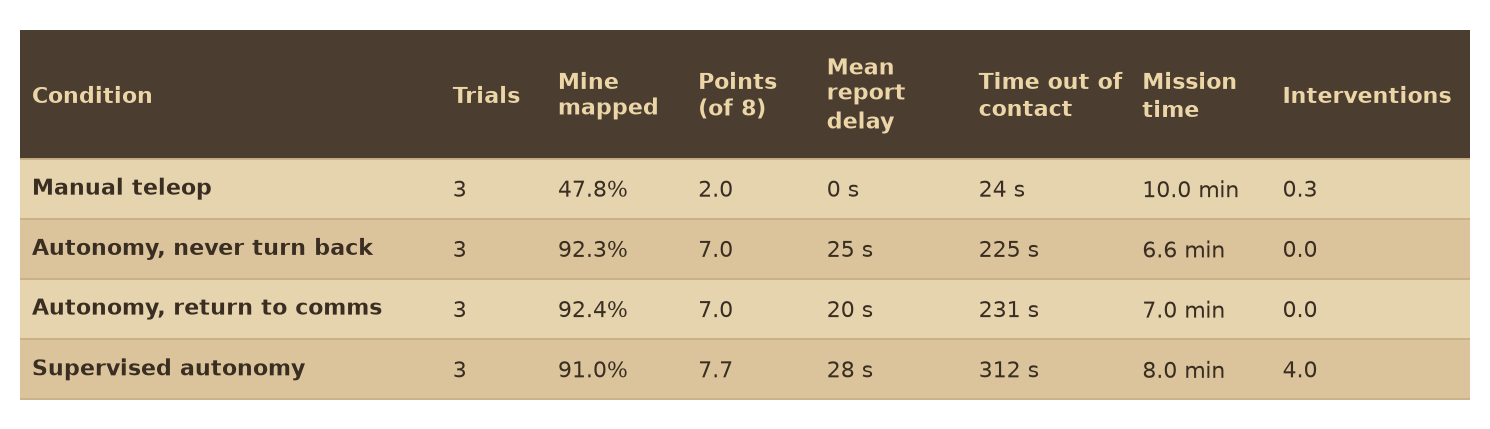 Condition Trials Mine mapped Points (of 8) Mean report delay Time out of contact Mission time Interventions
Manual teleop 3 47.8% 2.0 0 s 24 s 10.0 min 0.3
Autonomy, never turn back 3 92.3% 7.0 25 s 225 s 6.6 min 0.0
Autonomy, return to comms 3 92.4% 7.0 20 s 231 s 7.0 min 0.0
Supervised autonomy 3 91.0% 7.7 28 s 312 s 8.0 min 4.0